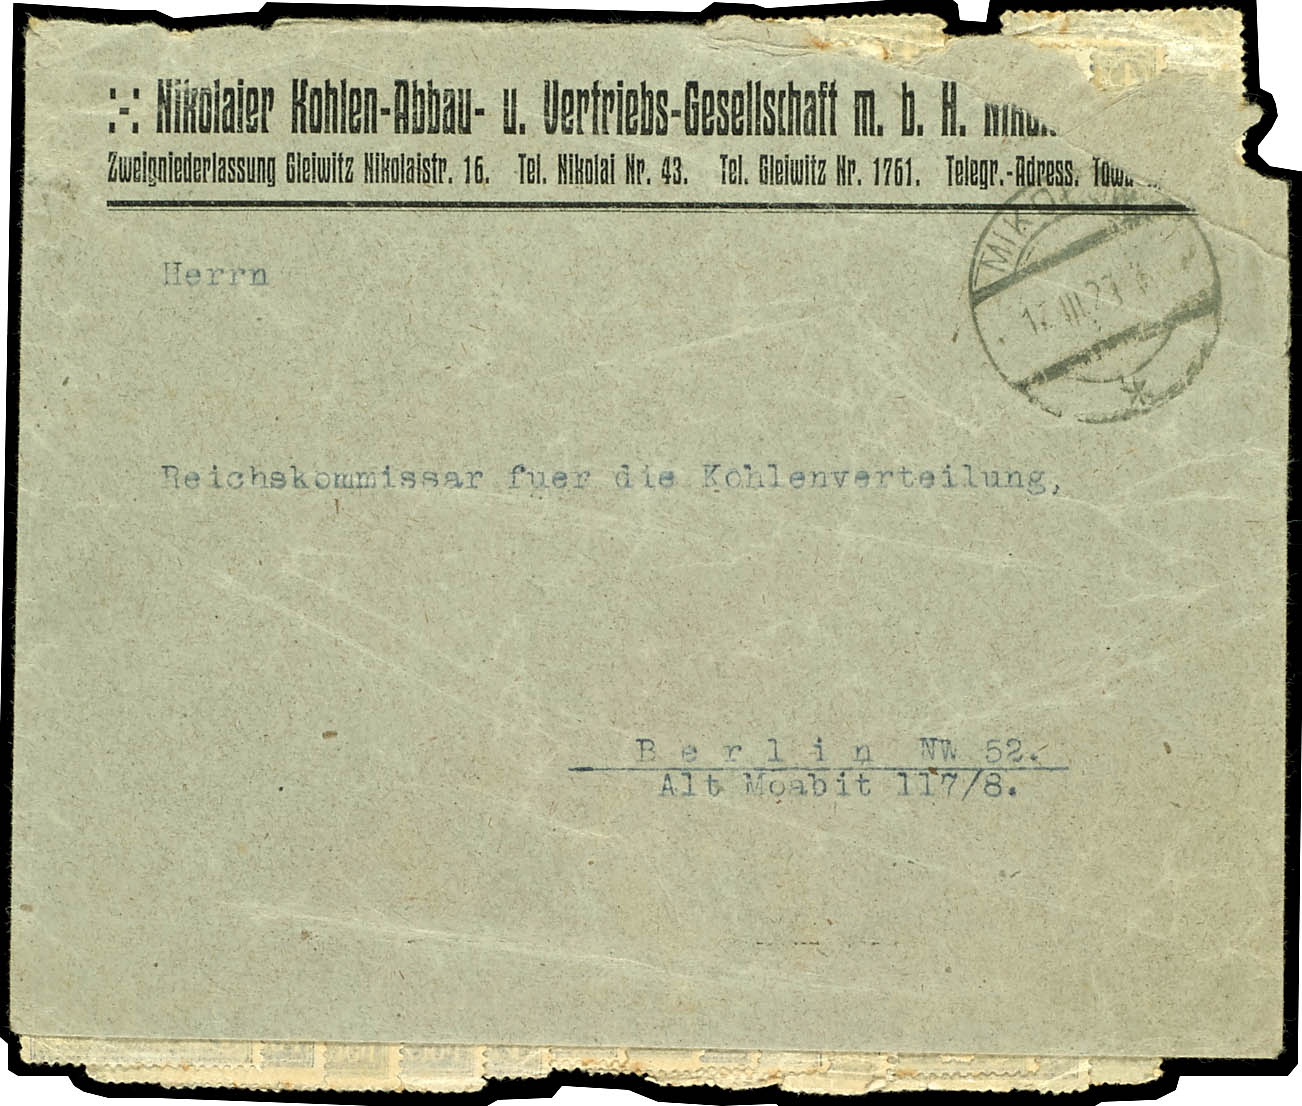 :-: Nikolaier Kohlen-Abbau- u. Vertriebs-Gesellschaft m. b. H.
Zweigniederlassung Gleiwitz Nikolaistr. 16. Tel. Nikolai Nr. 43. Tel. Gleiwitz Nr. 1761. Telegr.-Adress.
Herrn
Reichskommissar fuer die Kohlenverteilung,
Berlin NW 52.
Alt Moabit 117/8.